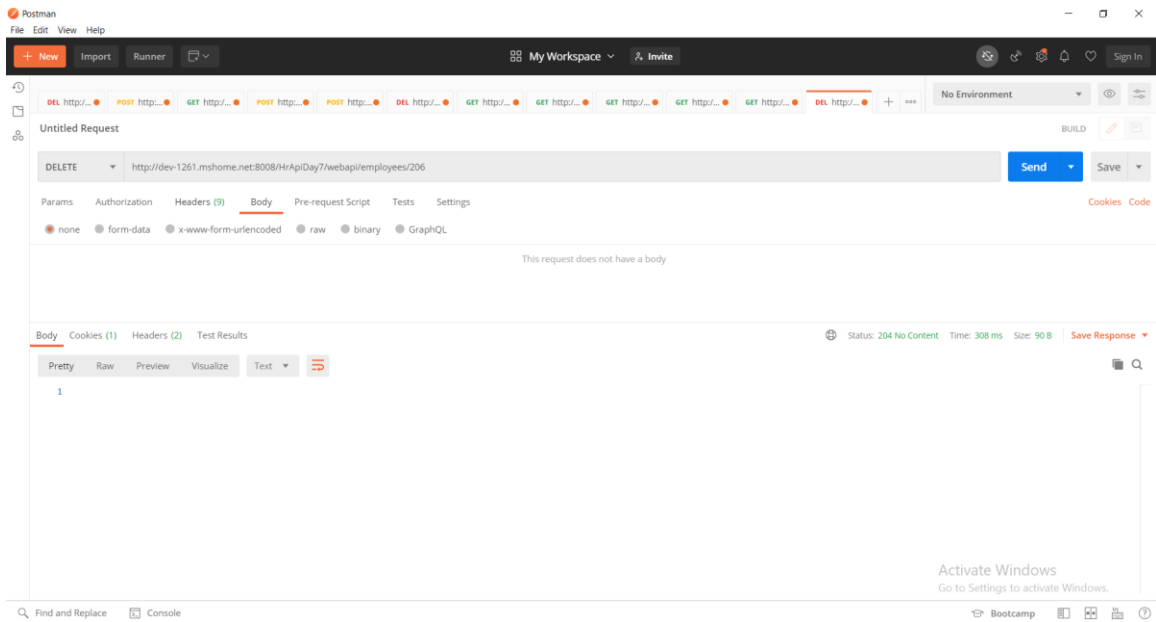 Postman
File Edit View Help
+ New Import Runner My Workspace Invite Sign In
DEL http:/... POST http:... GET http:/... POST http:... POST http:... DEL http:/... GET http:/... GET http:/... GET http:/... GET http:/... GET http:/... DEL http:/... + ••• No Environment
Untitled Request BUILD
DELETE http://dev-1261.mshome.net:8008/HrApiDay7/webapi/employees/206 Send Save
Params Authorization Headers (9) Body Pre-request Script Tests Settings Cookies Code
none form-data x-www-form-urlencoded raw binary GraphQL
This request does not have a body
Body Cookies (1) Headers (2) Test Results Status: 204 No Content Time: 308 ms Size: 90 B Save Response
Pretty Raw Preview Visualize Text
1
Activate Windows
Go to Settings to activate Windows.
Find and Replace Console Bootcamp